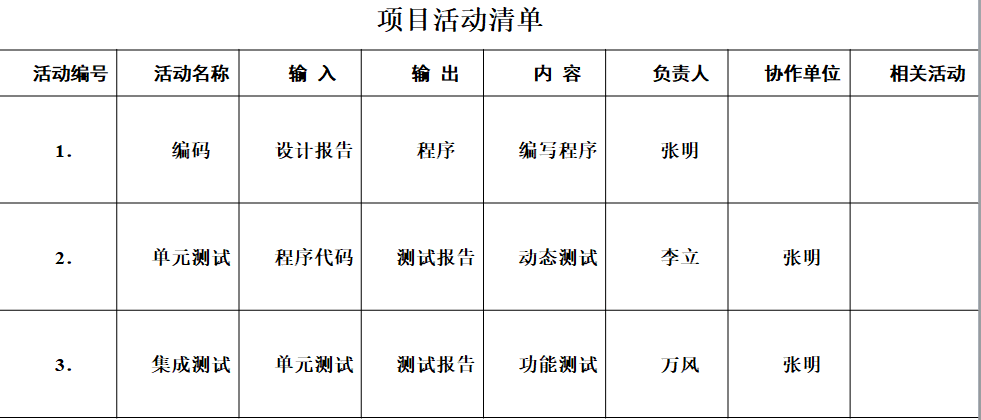 项目活动清单
活动编号 活动名称 输 入 输 出 内 容 负责人 协作单位 相关活动
1. 编码 设计报告 程序 编写程序 张明
2. 单元测试 程序代码 测试报告 动态测试 李立 张明
3. 集成测试 单元测试 测试报告 功能测试 万风 张明